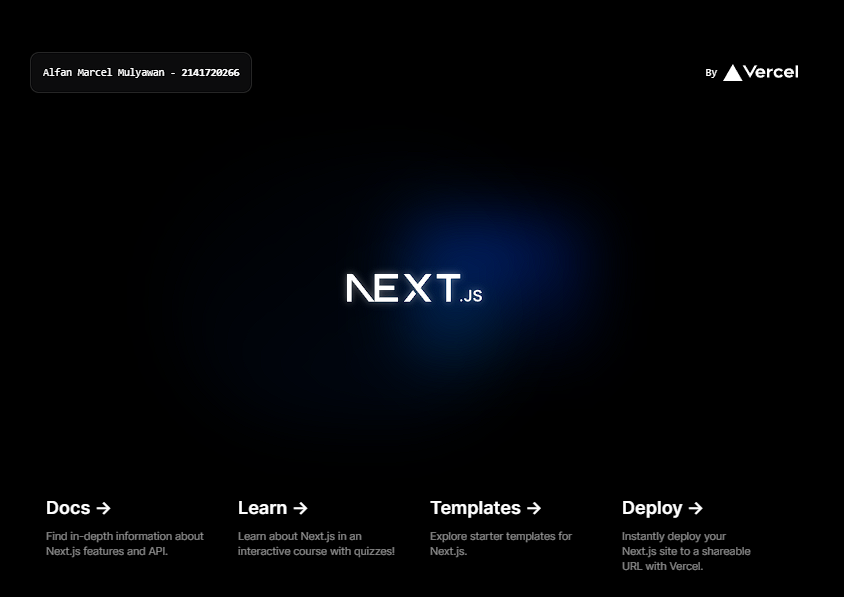 Alfan Marcel Mulyawan - 2141720266
By Vercel
NEXT.JS
Docs →
Find in-depth information about
Next.js features and API.
Learn →
Learn about Next.js in an
interactive course with quizzes!
Templates →
Explore starter templates for
Next.js.
Deploy →
Instantly deploy your
Next.js site to a shareable
URL with Vercel.